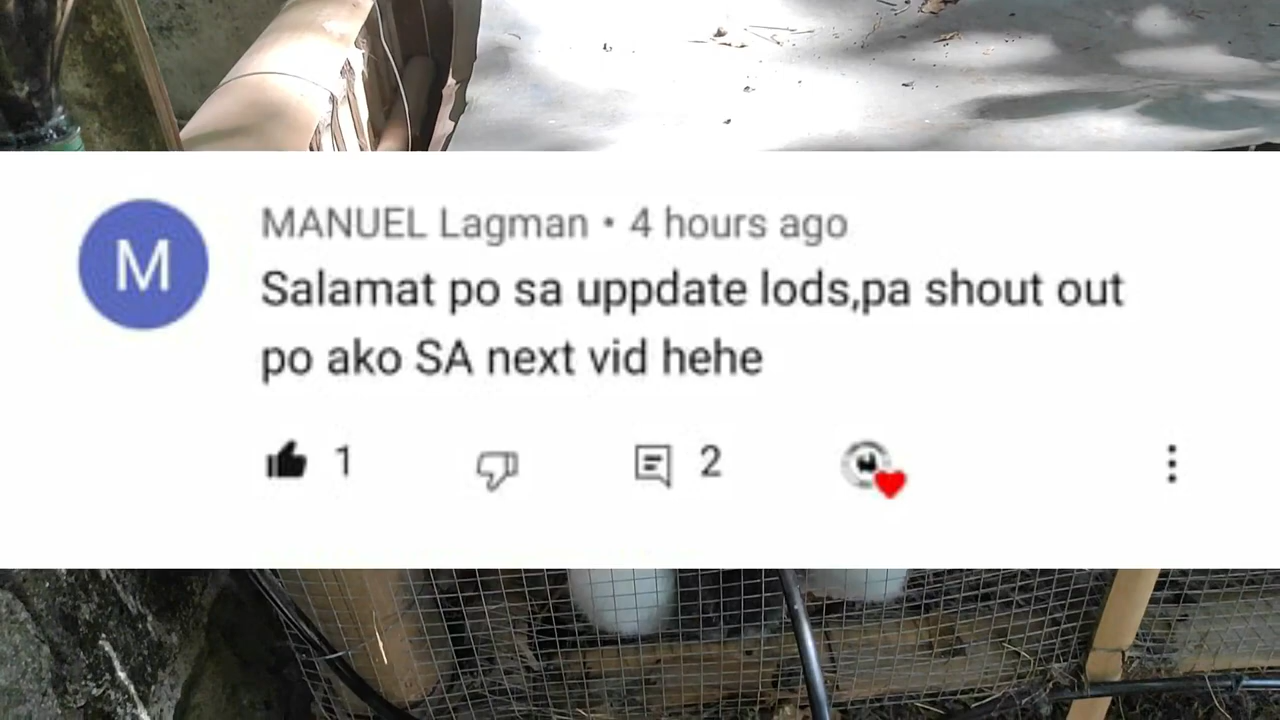 M
MANUEL Lagman • 4 hours ago
Salamat po sa uppdate lods,pa shout out
po ako SA next vid hehe
1
2